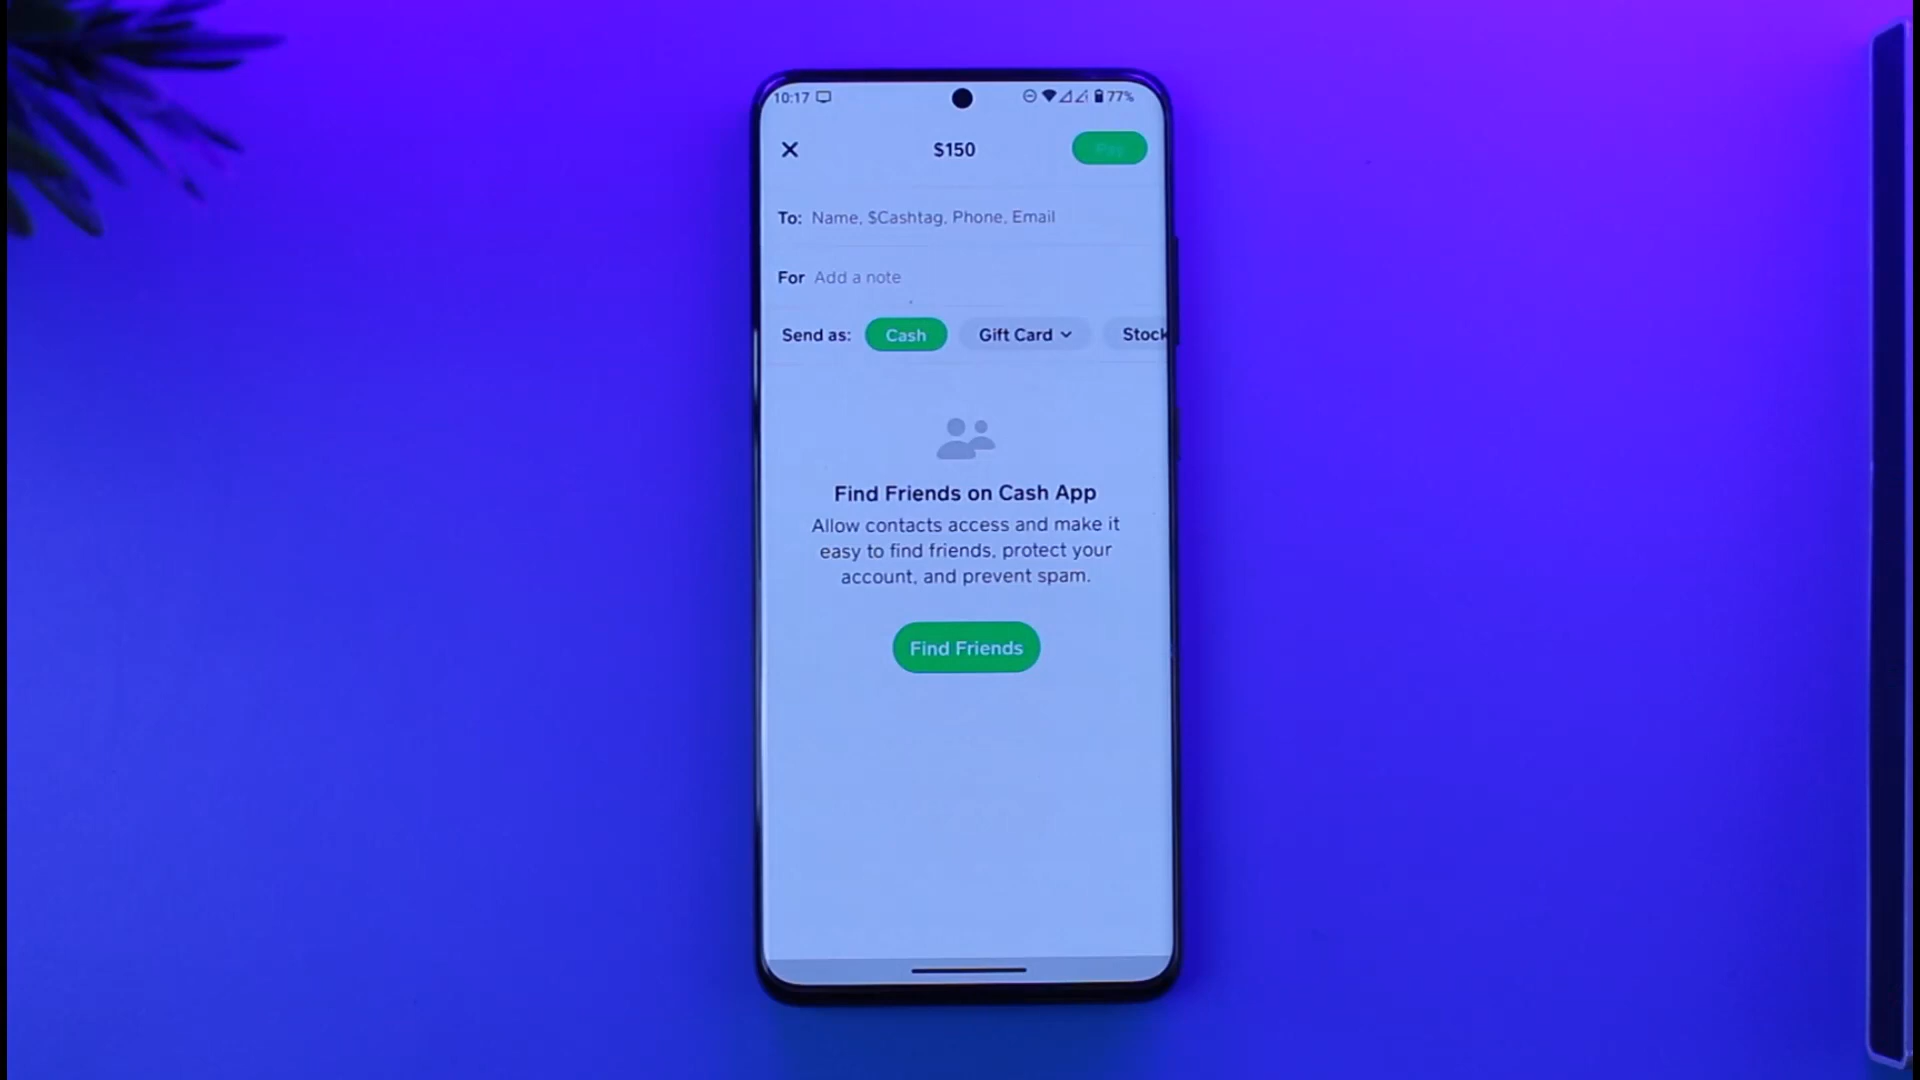 10:17 77%
$150 Pay
To: Name, $Cashtag, Phone, Email
For Add a note
Send as: Cash Gift Card Stock
Find Friends on Cash App
Allow contacts access and make it
easy to find friends, protect your
account, and prevent spam.
Find Friends